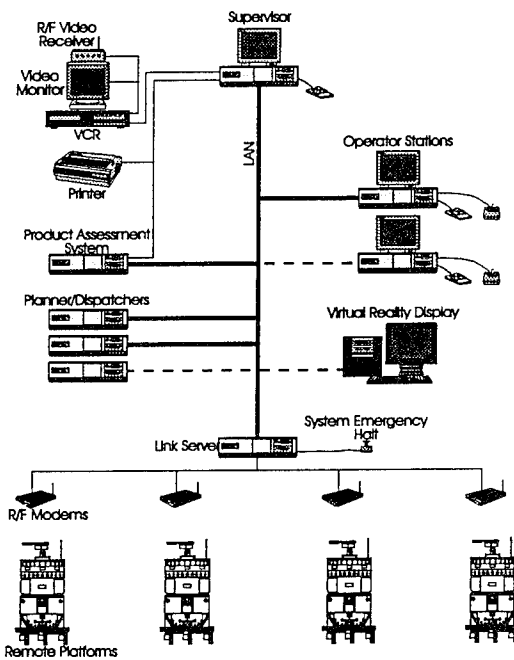 Supervisor
R/F Video
Receiver
Video
Monitor
VCR
Printer
LAN
Operator Stations
Product Assessment
System
Planner/Dispatchers
Virtual Reality Display
System Emergency
Halt
Link Server
R/F Modems
Remote Platforms